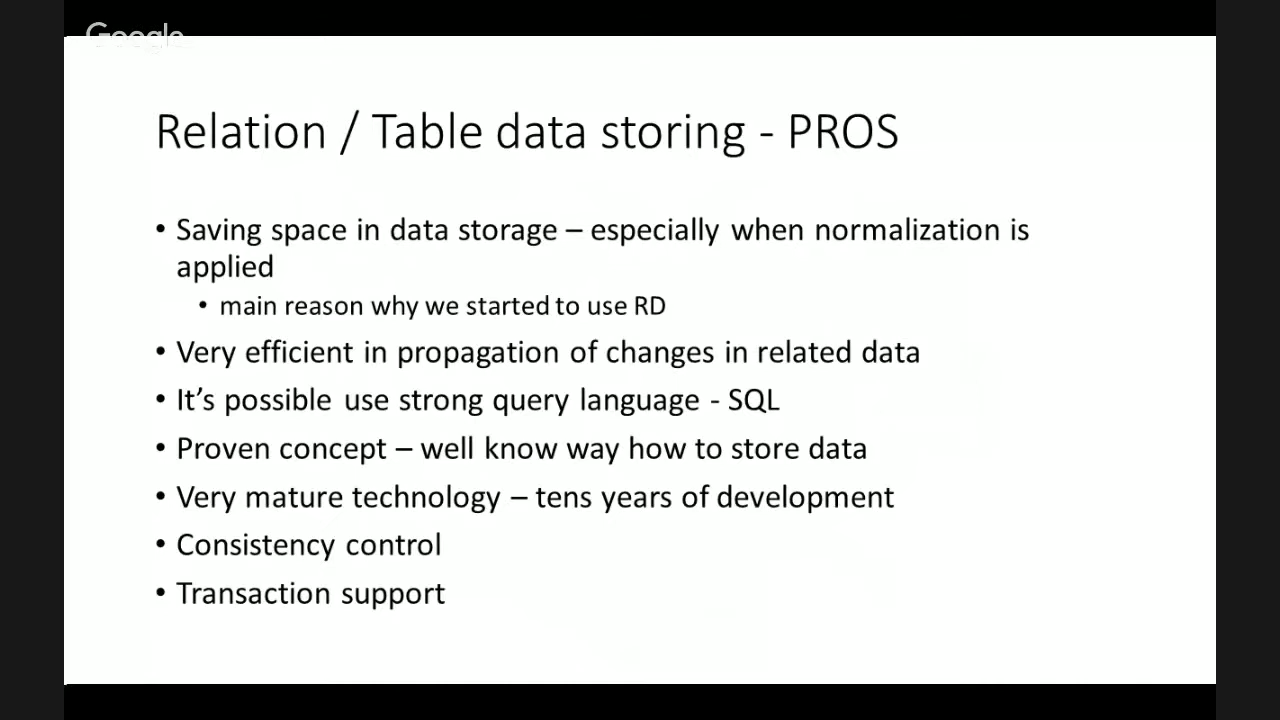 Google
Relation / Table data storing - PROS
• Saving space in data storage – especially when normalization is
applied
• main reason why we started to use RD
• Very efficient in propagation of changes in related data
• It’s possible use strong query language - SQL
• Proven concept – well know way how to store data
• Very mature technology – tens years of development
• Consistency control
• Transaction support